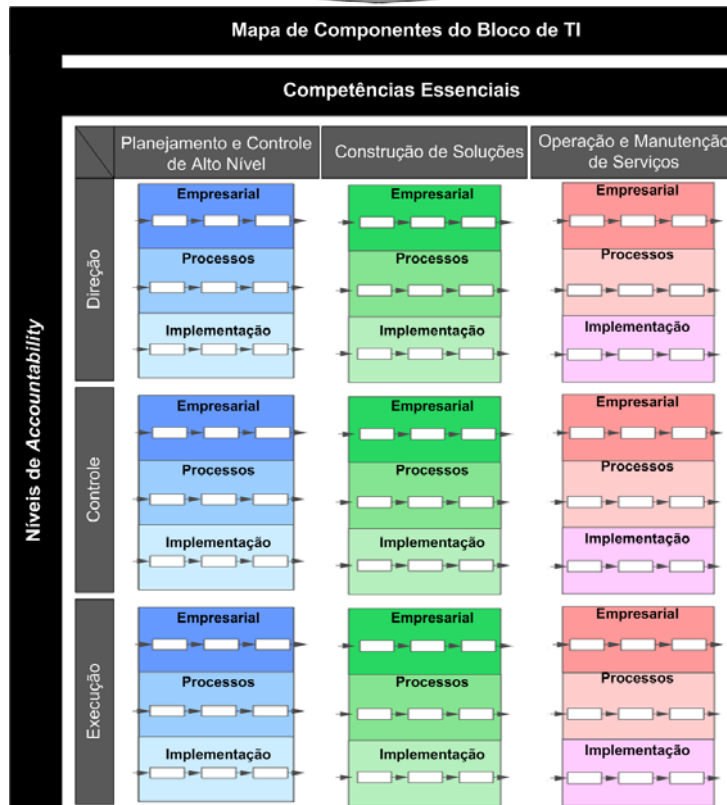 Mapa de Componentes do Bloco de TI
Competências Essenciais
Planejamento e Controle
de Alto Nível
Construção de Soluções
Operação e Manutenção
de Serviços
Níveis de Accountability
Direção
Empresarial
Empresarial
Empresarial
Processos
Processos
Processos
Implementação
Implementação
Implementação
Controle
Empresarial
Empresarial
Empresarial
Processos
Processos
Processos
Implementação
Implementação
Implementação
Execução
Empresarial
Empresarial
Empresarial
Processos
Processos
Processos
Implementação
Implementação
Implementação